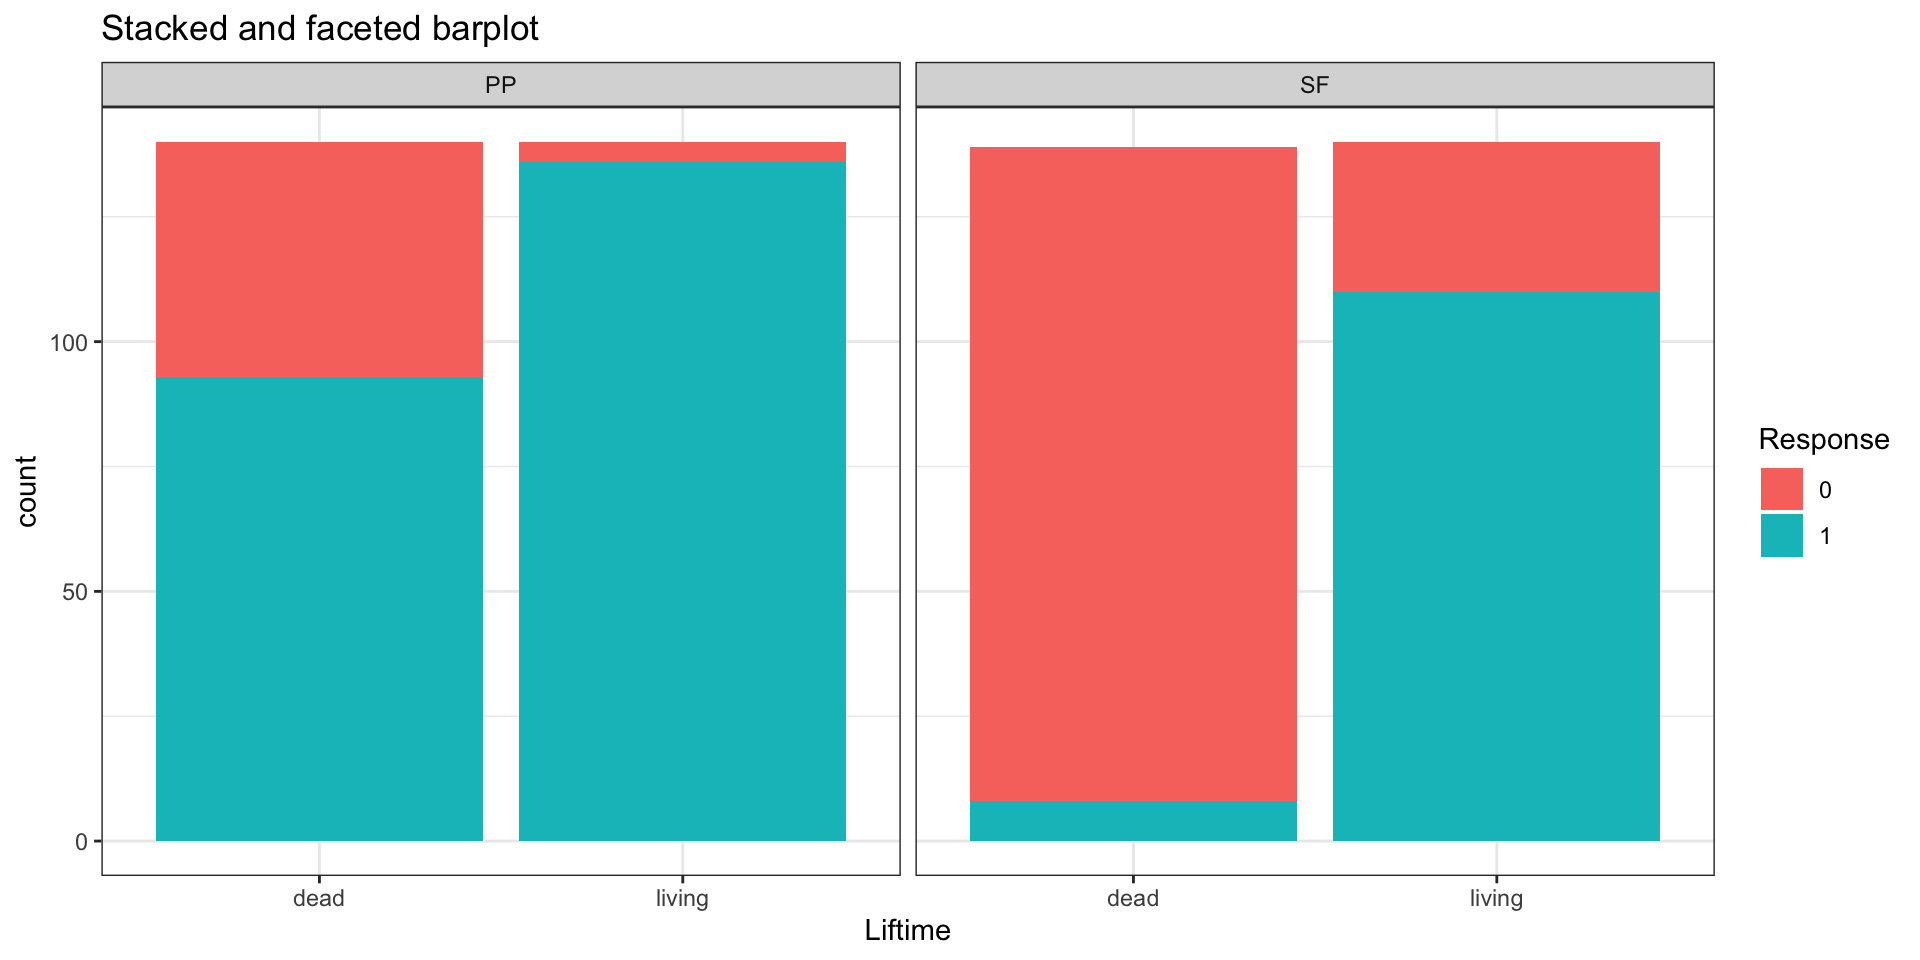 Stacked and faceted barplot
PP
SF
100
50
0
count
dead
living
dead
living
Liftime
Response
0
1